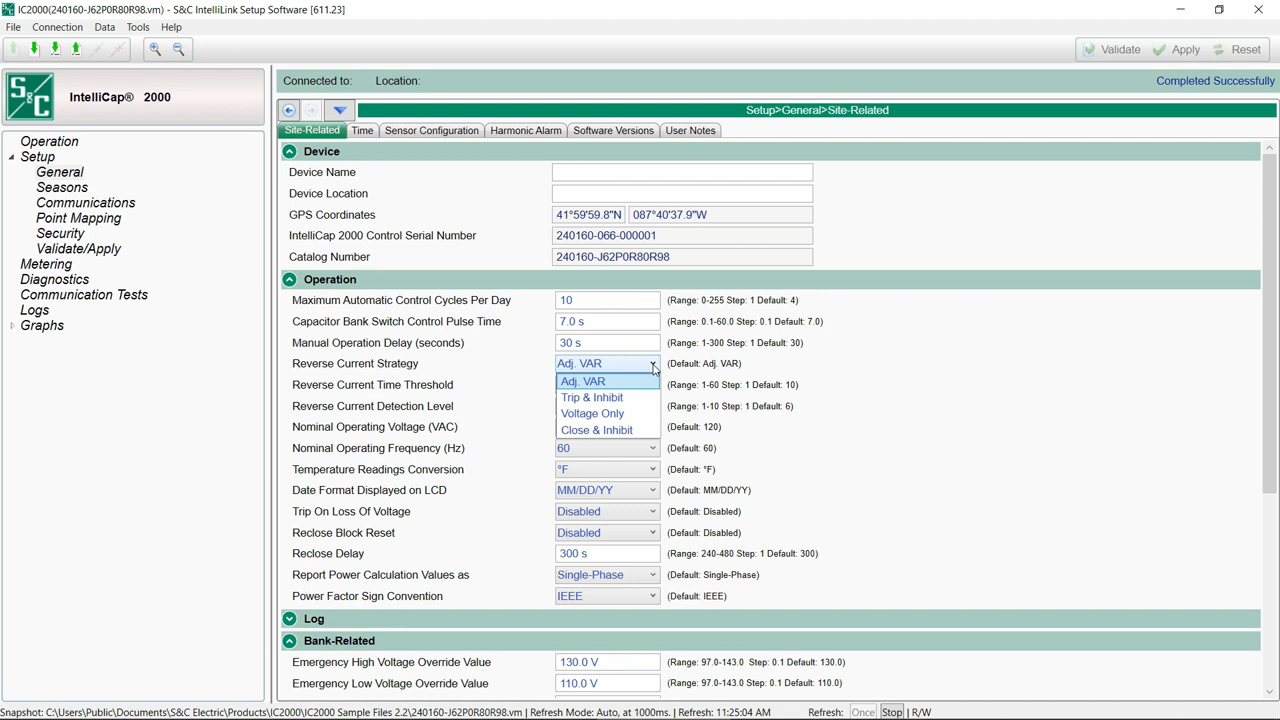 IC2000(240160-J62P0R80R98.vm) - S&C IntelliLink Setup Software [611.23]
File Connection Data Tools Help
Validate Apply Reset
S&C
IntelliCap® 2000
Operation
Setup
General
Seasons
Communications
Point Mapping
Security
Validate/Apply
Metering
Diagnostics
Communication Tests
Logs
Graphs
Connected to: Location: Completed Successfully
Setup>General>Site-Related
Site-Related Time Sensor Configuration Harmonic Alarm Software Versions User Notes
Device
Device Name
Device Location
GPS Coordinates 41°59'59.8"N 087°40'37.9"W
IntelliCap 2000 Control Serial Number 240160-066-000001
Catalog Number 240160-J62P0R80R98
Operation
Maximum Automatic Control Cycles Per Day 10 (Range: 0-255 Step: 1 Default: 4)
Capacitor Bank Switch Control Pulse Time 7.0 s (Range: 0.1-60.0 Step: 0.1 Default: 7.0)
Manual Operation Delay (seconds) 30 s (Range: 1-300 Step: 1 Default: 30)
Reverse Current Strategy Adj. VAR (Default: Adj. VAR)
Adj. VAR
Trip & Inhibit
Voltage Only
Close & Inhibit
Reverse Current Time Threshold (Range: 1-60 Step: 1 Default: 10)
Reverse Current Detection Level (Range: 1-10 Step: 1 Default: 6)
Nominal Operating Voltage (VAC) (Default: 120)
Nominal Operating Frequency (Hz) 60 (Default: 60)
Temperature Readings Conversion °F (Default: °F)
Date Format Displayed on LCD MM/DD/YY (Default: MM/DD/YY)
Trip On Loss Of Voltage Disabled (Default: Disabled)
Reclose Block Reset Disabled (Default: Disabled)
Reclose Delay 300 s (Range: 240-480 Step: 1 Default: 300)
Report Power Calculation Values as Single-Phase (Default: Single-Phase)
Power Factor Sign Convention IEEE (Default: IEEE)
Log
Bank-Related
Emergency High Voltage Override Value 130.0 V (Range: 97.0-143.0 Step: 0.1 Default: 130.0)
Emergency Low Voltage Override Value 110.0 V (Range: 97.0-143.0 Step: 0.1 Default: 110.0)
Snapshot: C:\Users\Public\Documents\S&C Electric\Products\IC2000\IC2000 Sample Files 2.2\240160-J62P0R80R98.vm | Refresh Mode: Auto, at 1000ms. | Refresh: 11:25:04 AM Refresh: Once Stop | R/W